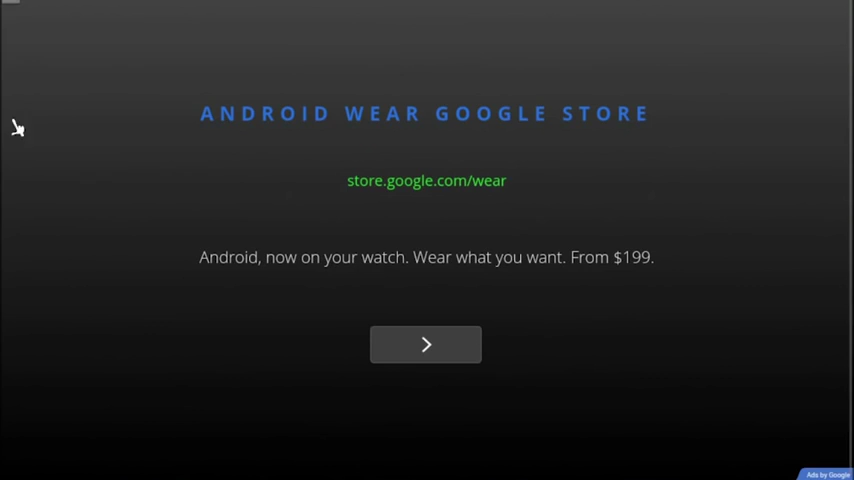 ANDROID WEAR GOOGLE STORE
store.google.com/wear
Android, now on your watch. Wear what you want. From $199.
Ads by Google